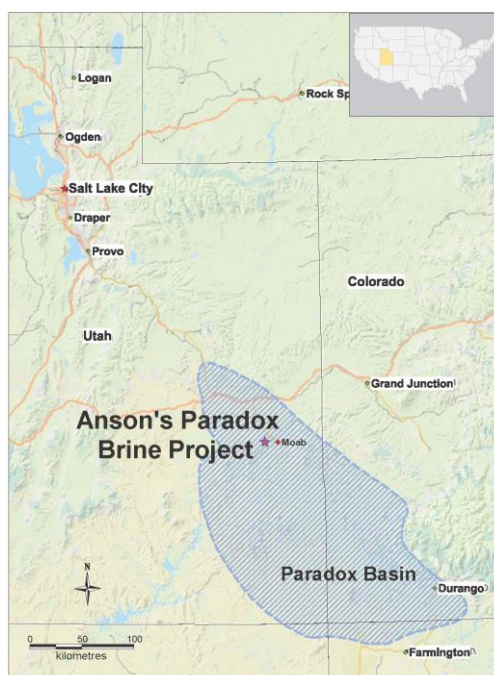 Logan
Rock Sp
Ogden
Salt Lake City
Draper
Provo
Colorado
Utah
Grand Junction
Anson's Paradox
Brine Project
Moab
Paradox Basin
Durango
N
0 50 100
kilometres
Farmington